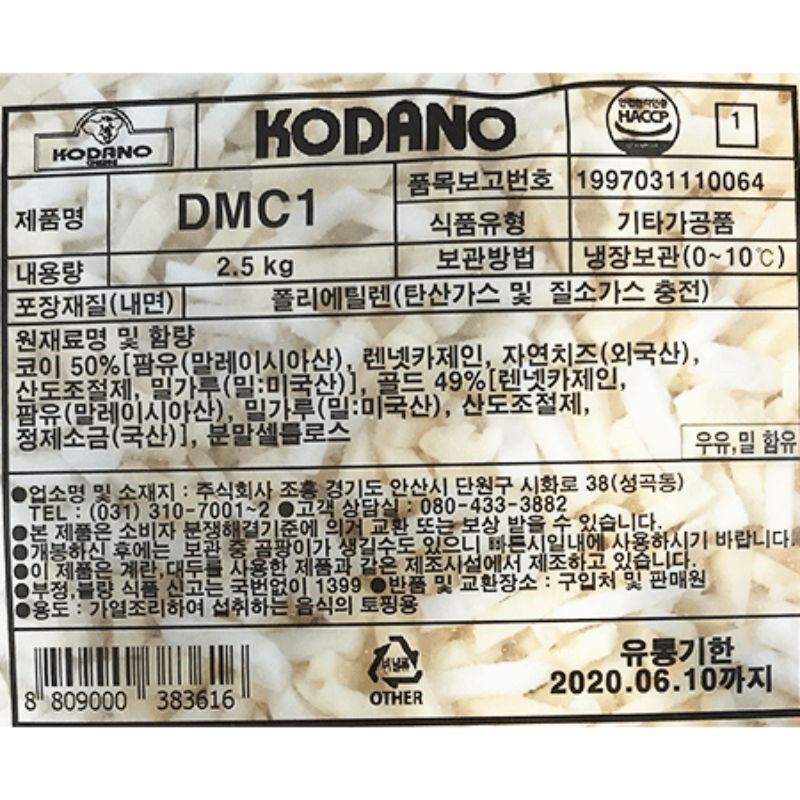 KODANO
CHEESE
KODANO
HACCP
1
제품명
DMC1
품목보고번호
1997031110064
식품유형
기타가공품
내용량
2.5 kg
보관방법
냉장보관(0~10℃)
포장재질(내면)
폴리에틸렌(탄산가스 및 질소가스 충전)
원재료명 및 함량
코이 50%[팜유(말레이시아산), 렌넷카제인, 자연치즈(외국산),
산도조절제, 밀가루(밀:미국산)], 골드 49%[렌넷카제인,
팜유(말레이시아산), 밀가루(밀:미국산), 산도조절제,
정제소금(국산)], 분말셀틀로스
우유,밀 함유
●업소명 및 소재지 : 주식회사 조흥 경기도 안산시 단원구 시화로 38(성곡동)
TEL : (031) 310-7001~2 ●고객 상담실 : 080-433-3882
●본 제품은 소비자 분쟁해결기준에 의거 교환 또는 보상 받을 수 있습니다.
●개봉하신 후에는 보관 중 곰팡이가 생길수도 있으니 빠른시일내에 사용하시기 바랍니다.
●이 제품은 계란,대두를 사용한 제품과 같은 제조시설에서 제조하고 있습니다.
●부정,불량 식품 신고는 국번없이 1399 ●반품 및 교환장소 : 구입처 및 판매원
●용도 : 가열조리하여 섭취하는 음식의 토핑용
8 809000 383616
비닐류
OTHER
유통기한
2020.06.10까지